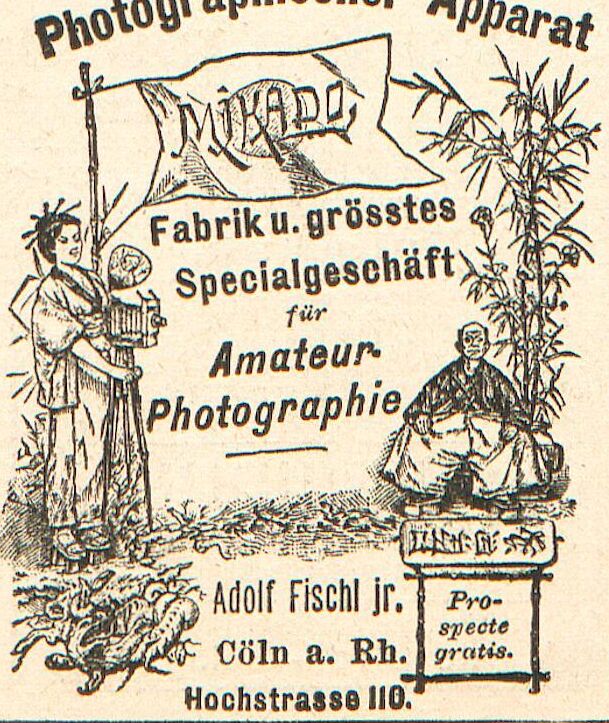 Photographischer Apparat
MIKADO
Fabrik u. grösstes
Specialgeschäft
für
Amateur-
Photographie
Adolf Fischl jr.
Cöln a. Rh.
Hochstrasse 110.
Pro-
specte
gratis.